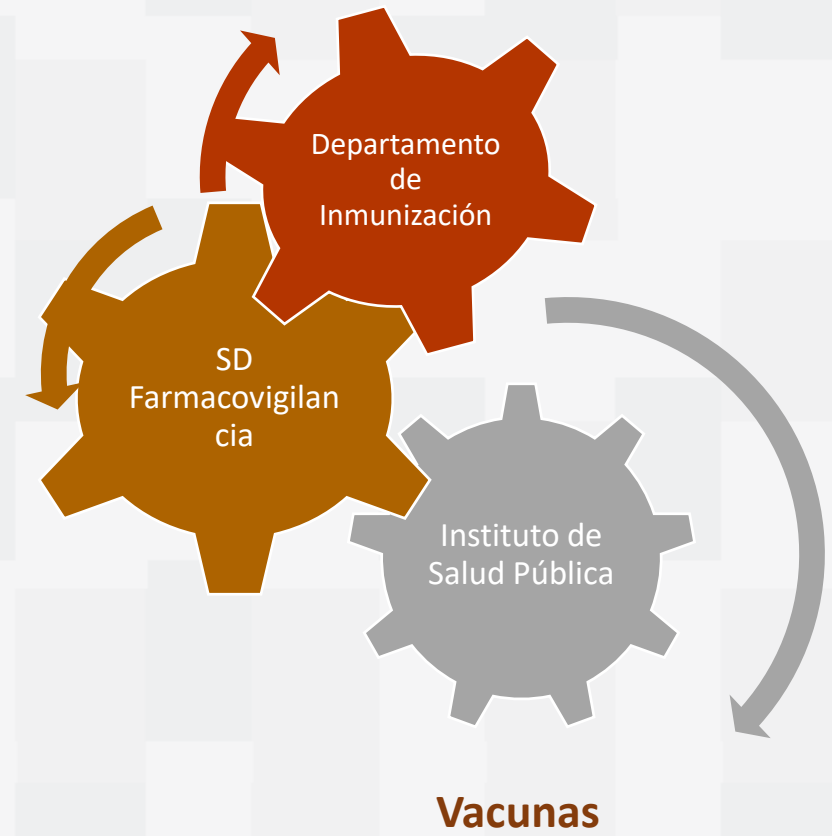 Departamento
de
Inmunización
SD
Farmacovigilan
cia
Instituto de
Salud Pública
Vacunas